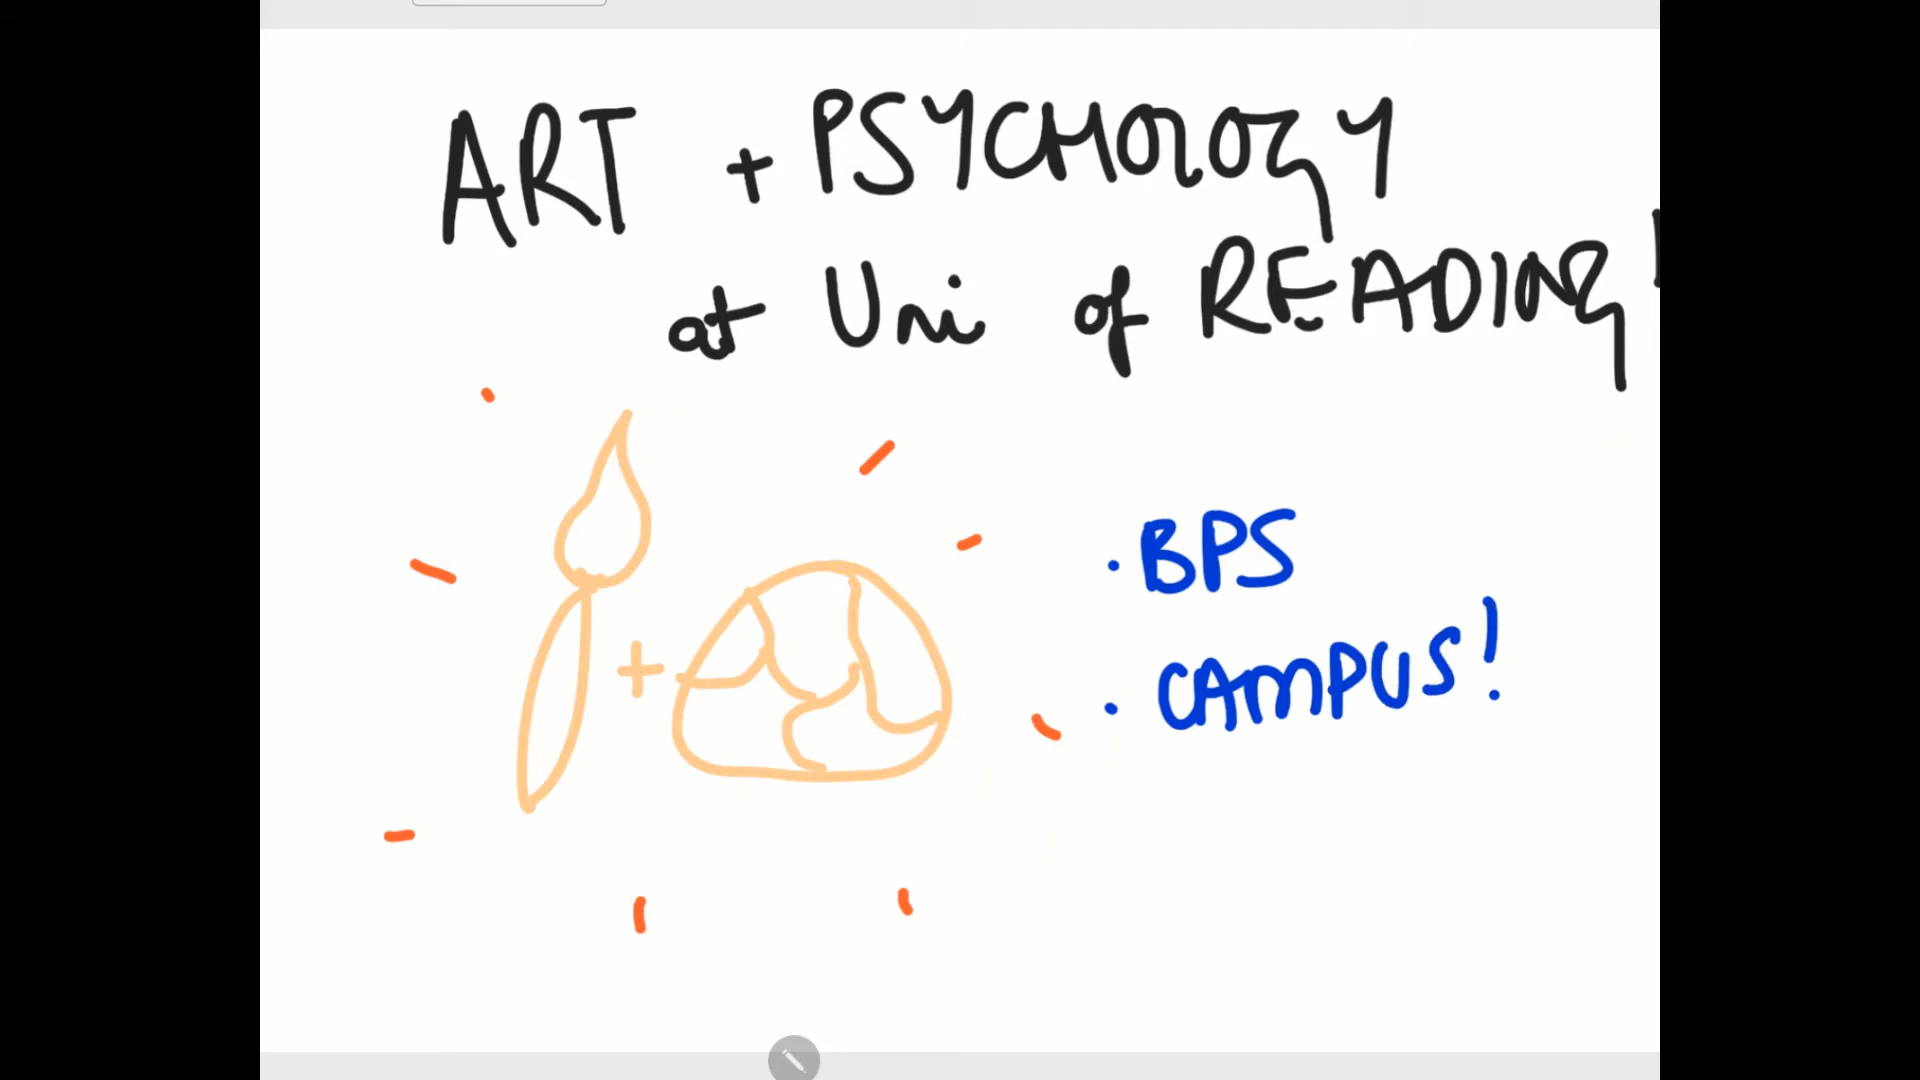 ART + PSYCHOLOGY
at Uni of READING!
+
· BPS
· CAMPUS!